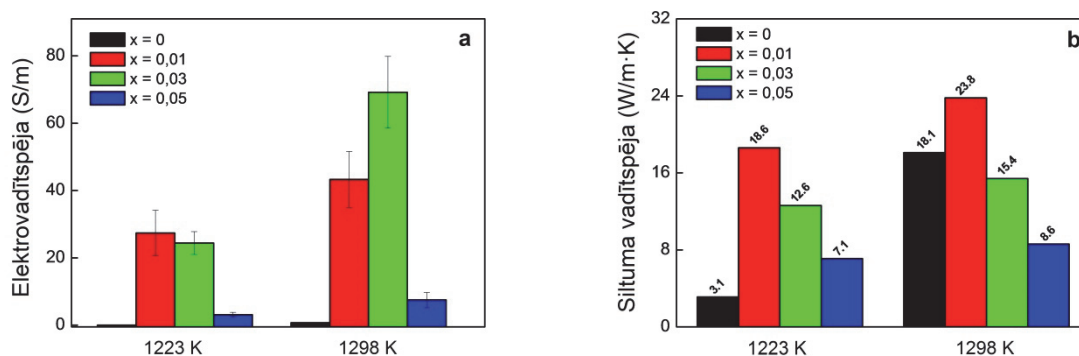 a
x = 0
x = 0,01
x = 0,03
x = 0,05
Elektrovadītspēja (S/m)
80
60
40
20
0
1223 K
1298 K
b
x = 0
x = 0,01
x = 0,03
x = 0,05
Siltuma vadītspēja (W/m·K)
32
24
16
8
0
3.1
18.6
12.6
7.1
18.1
23.8
15.4
8.6
1223 K
1298 K